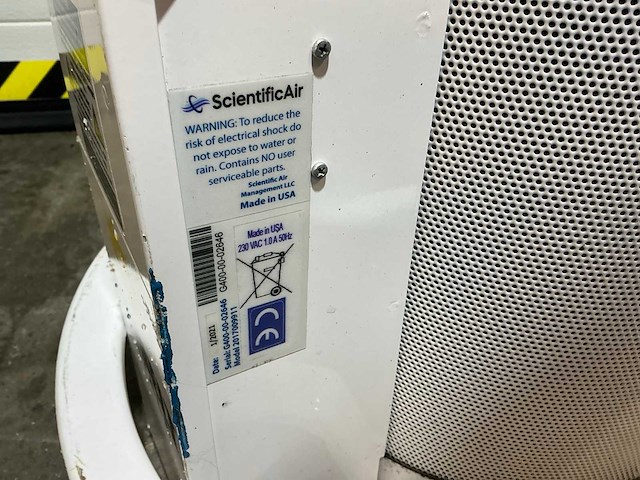 ScientificAir
WARNING: To reduce the
risk of electrical shock do
not expose to water or
rain. Contains NO user
serviceable parts.
Scientific Air
Management LLC
Made in USA
Made in USA
230 VAC 1.0 A 50Hz
G400-00-02646
CE
Date: 1/2021
Serial: G400-00-02646
Model: 2017009911